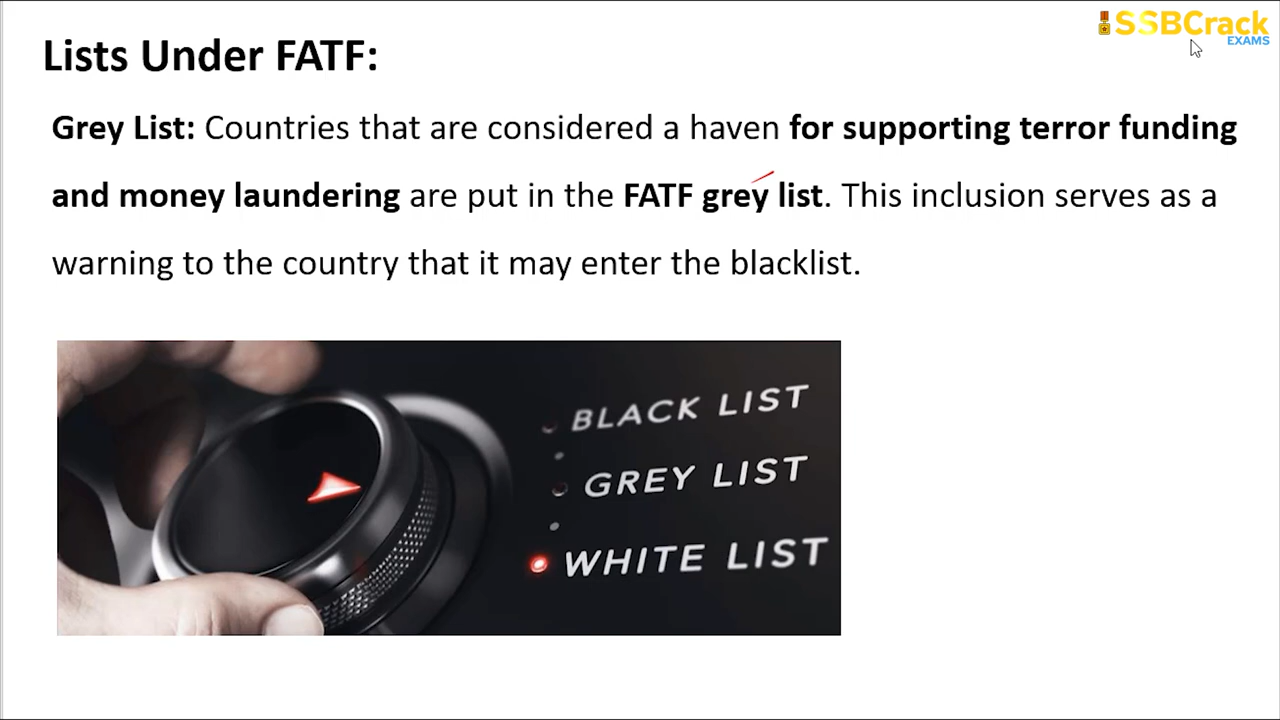 SSBCrack
EXAMS
Lists Under FATF:
Grey List: Countries that are considered a haven for supporting terror funding
and money laundering are put in the FATF grey list. This inclusion serves as a
warning to the country that it may enter the blacklist.
BLACK LIST
GREY LIST
WHITE LIST